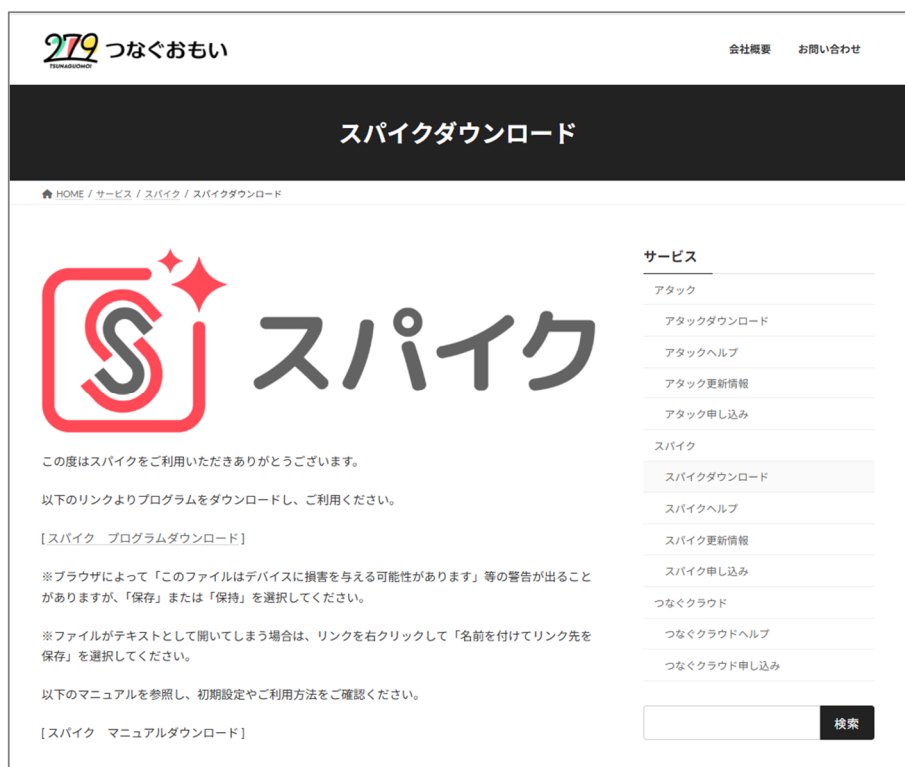 279 つなぐおもい
TSUNAGUOMOI
会社概要 お問い合わせ
スパイクダウンロード
HOME / サービス / スパイク / スパイクダウンロード
スパイク
この度はスパイクをご利用いただきありがとうございます。
以下のリンクよりプログラムをダウンロードし、ご利用ください。
[ スパイク　プログラムダウンロード ]
※ブラウザによって「このファイルはデバイスに損害を与える可能性があります」等の警告が出ること
がありますが、「保存」または「保持」を選択してください。
※ファイルがテキストとして開いてしまう場合は、リンクを右クリックして「名前を付けてリンク先を
保存」を選択してください。
以下のマニュアルを参照し、初期設定やご利用方法をご確認ください。
[ スパイク　マニュアルダウンロード ]
サービス
アタック
アタックダウンロード
アタックヘルプ
アタック更新情報
アタック申し込み
スパイク
スパイクダウンロード
スパイクヘルプ
スパイク更新情報
スパイク申し込み
つなぐクラウド
つなぐクラウドヘルプ
つなぐクラウド申し込み
検索